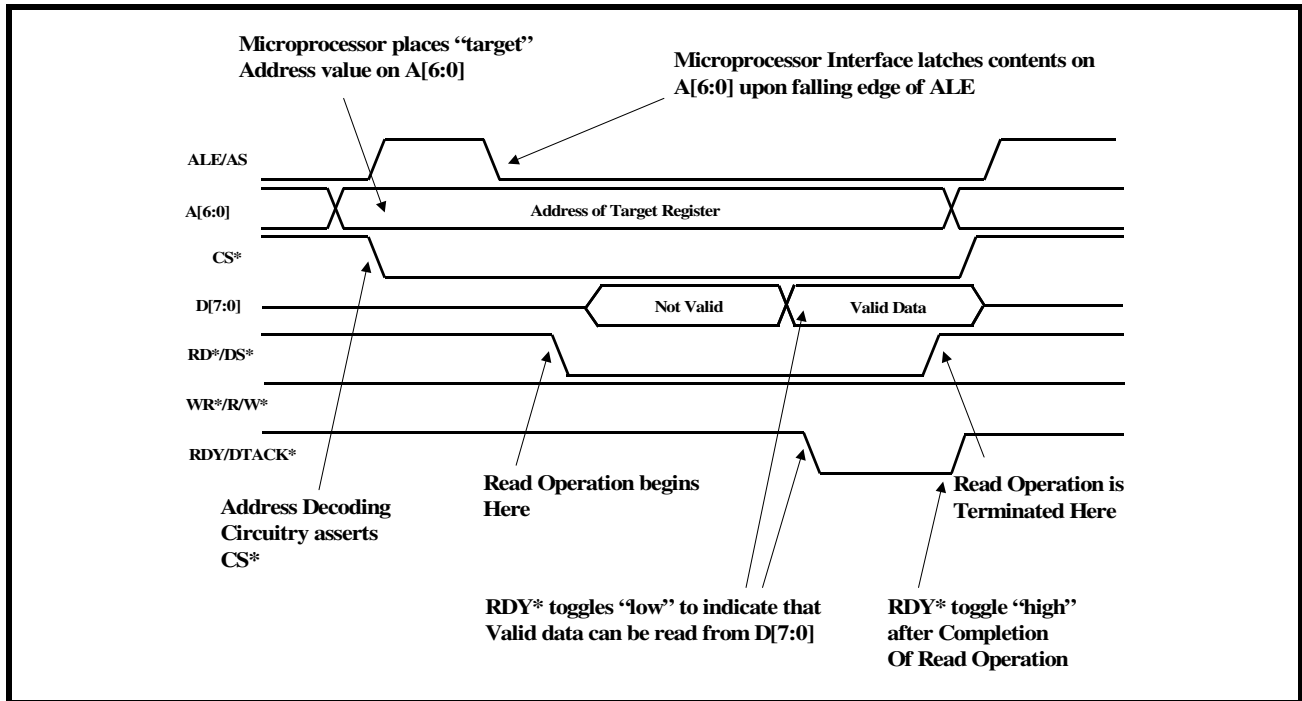 Microprocessor places “target”
Address value on A[6:0]
Microprocessor Interface latches contents on
A[6:0] upon falling edge of ALE
ALE/AS
A[6:0]
Address of Target Register
CS*
D[7:0]
Not Valid
Valid Data
RD*/DS*
WR*/R/W*
RDY/DTACK*
Address Decoding
Circuitry asserts
CS*
Read Operation begins
Here
Read Operation is
Terminated Here
RDY* toggles “low” to indicate that
Valid data can be read from D[7:0]
RDY* toggle “high”
after Completion
Of Read Operation